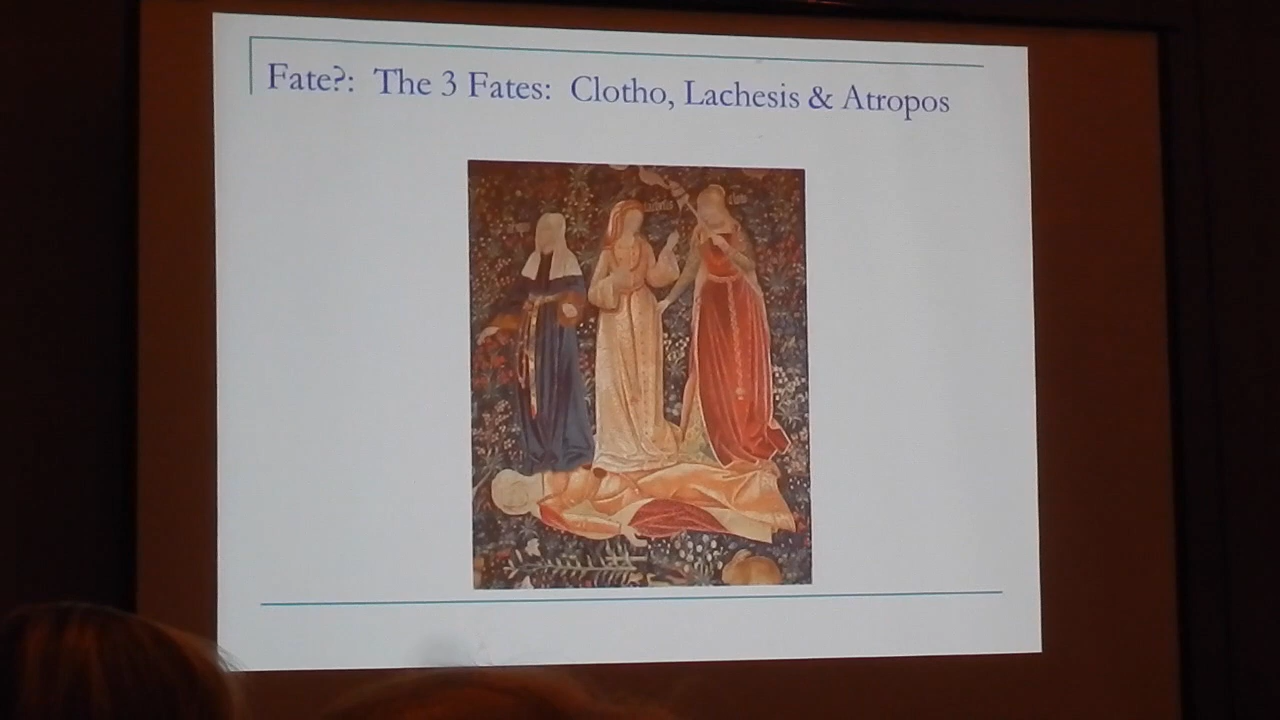 Fate?: The 3 Fates: Clotho, Lachesis & Atropos